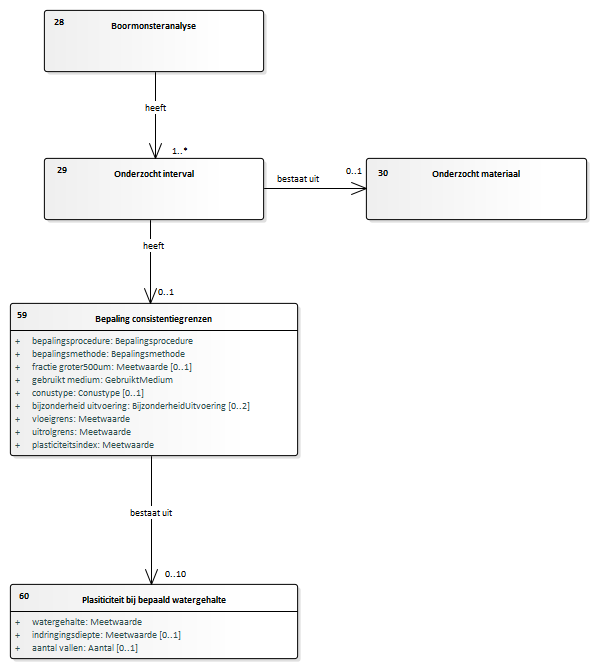 28
Boormonsteranalyse
heeft
1..*
29
Onderzocht interval
bestaat uit
0..1
30
Onderzocht materiaal
heeft
0..1
59
Bepaling consistentiegrenzen
+ bepalingsprocedure: Bepalingsprocedure
+ bepalingsmethode: Bepalingsmethode
+ fractie groter500um: Meetwaarde [0..1]
+ gebruikt medium: GebruiktMedium
+ conustype: Conustype [0..1]
+ bijzonderheid uitvoering: BijzonderheidUitvoering [0..2]
+ vloeigrens: Meetwaarde
+ uitrolgrens: Meetwaarde
+ plasticiteitsindex: Meetwaarde
bestaat uit
0..10
60
Plasiticiteit bij bepaald watergehalte
+ watergehalte: Meetwaarde
+ indringingsdiepte: Meetwaarde [0..1]
+ aantal vallen: Aantal [0..1]